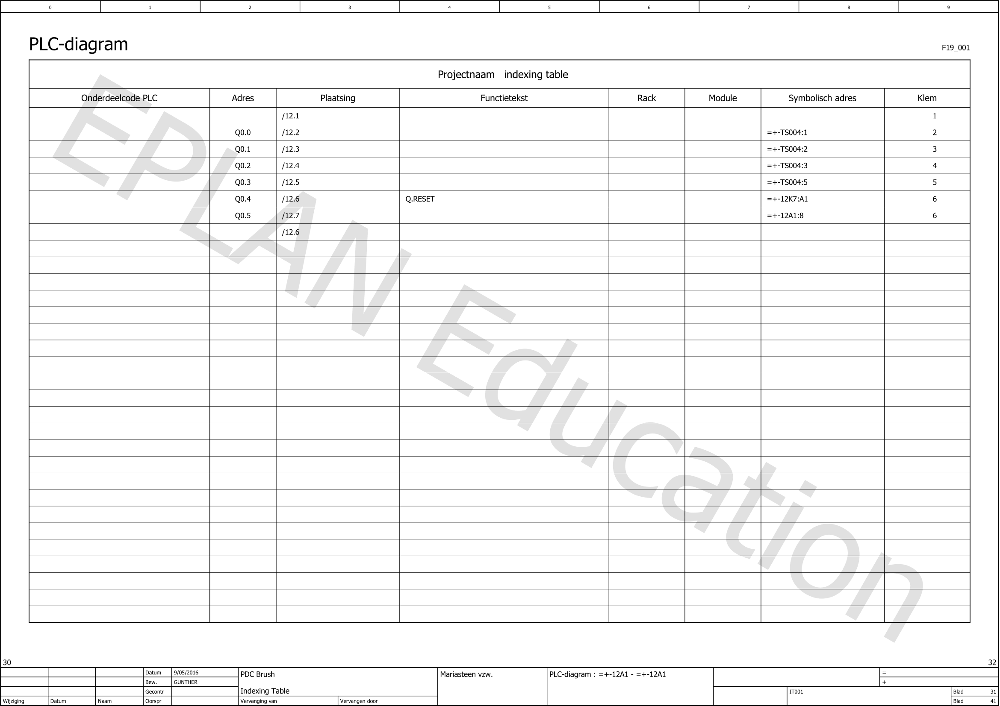 0 1 2 3 4 5 6 7 8 9
PLC-diagram F19_001
Projectnaam indexing table
Onderdeelcode PLC Adres Plaatsing Functietekst Rack Module Symbolisch adres Klem
/12.1 1
Q0.0 /12.2 =+-TS004:1 2
Q0.1 /12.3 =+-TS004:2 3
Q0.2 /12.4 =+-TS004:3 4
Q0.3 /12.5 =+-TS004:5 5
Q0.4 /12.6 Q.RESET =+-12K7:A1 6
Q0.5 /12.7 =+-12A1:8 6
/12.6
EPLAN Education
30 32
Datum 9/05/2016 PDC Brush Mariasteen vzw. PLC-diagram : =+-12A1 - =+-12A1 =
Bew. GUNTHER +
Gecontr Indexing Table IT001 Blad 31
Wijziging Datum Naam Oorspr Vervanging van Vervangen door Blad 41